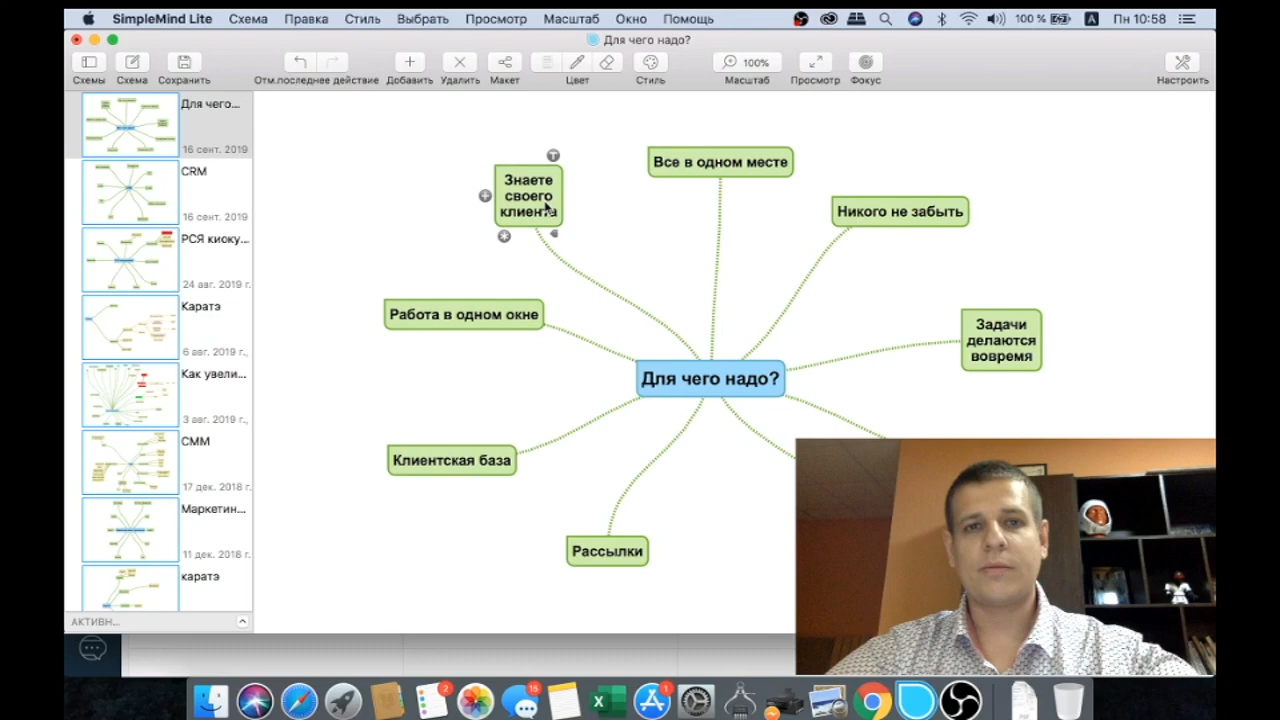 SimpleMind Lite Схема Правка Стиль Выбрать Просмотр Масштаб Окно Помощь 100 % A Пн 10:58
Для чего надо?
100%
Схемы Схема Сохранить Отм.последнее действие Добавить Удалить Макет Цвет Стиль Масштаб Просмотр Фокус Настроить
Для чего...
16 сент. 2019
CRM
16 сент. 2019
РСЯ киоку...
24 авг. 2019 г.
Каратэ
6 авг. 2019 г.,
Как увели...
3 авг. 2019 г.,
СММ
17 дек. 2018 г.
Маркетин...
11 дек. 2018 г.
каратэ
АКТИВН...
Знаете
своего
клиента
Все в одном месте
Никого не забыть
Работа в одном окне
Задачи
делаются
вовремя
Для чего надо?
Клиентская база
Рассылки
2
15
1
PDF